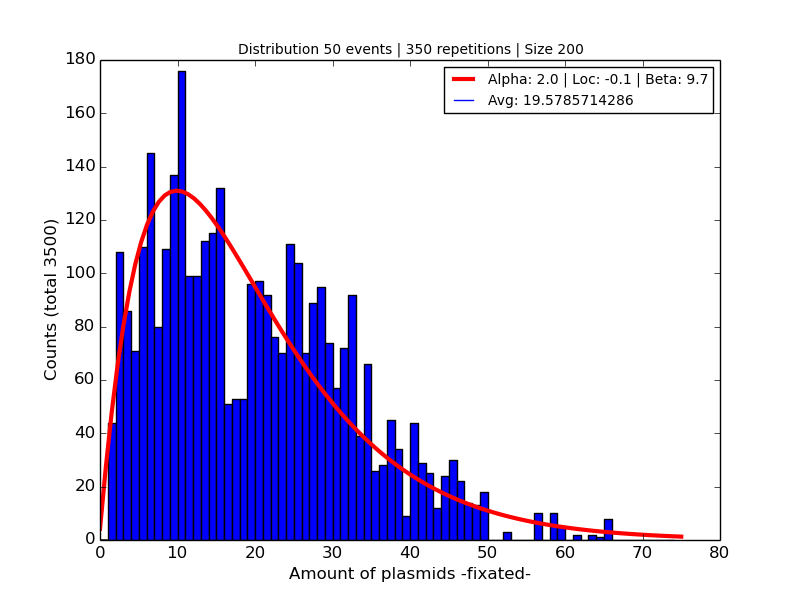 Distribution 50 events | 350 repetitions | Size 200
Alpha: 2.0 | Loc: -0.1 | Beta: 9.7
Avg: 19.5785714286
Counts (total 3500)
180
160
140
120
100
80
60
40
20
0
0 10 20 30 40 50 60 70 80
Amount of plasmids -fixated-